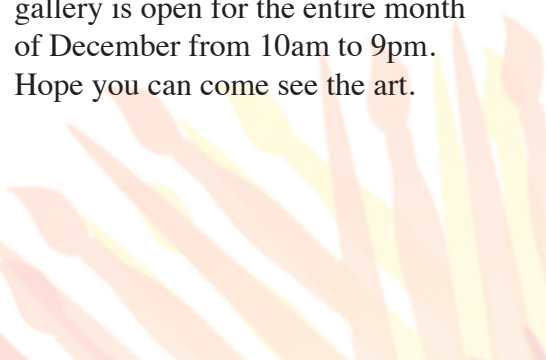 gallery is open for the entire month
of December from 10am to 9pm.
Hope you can come see the art.